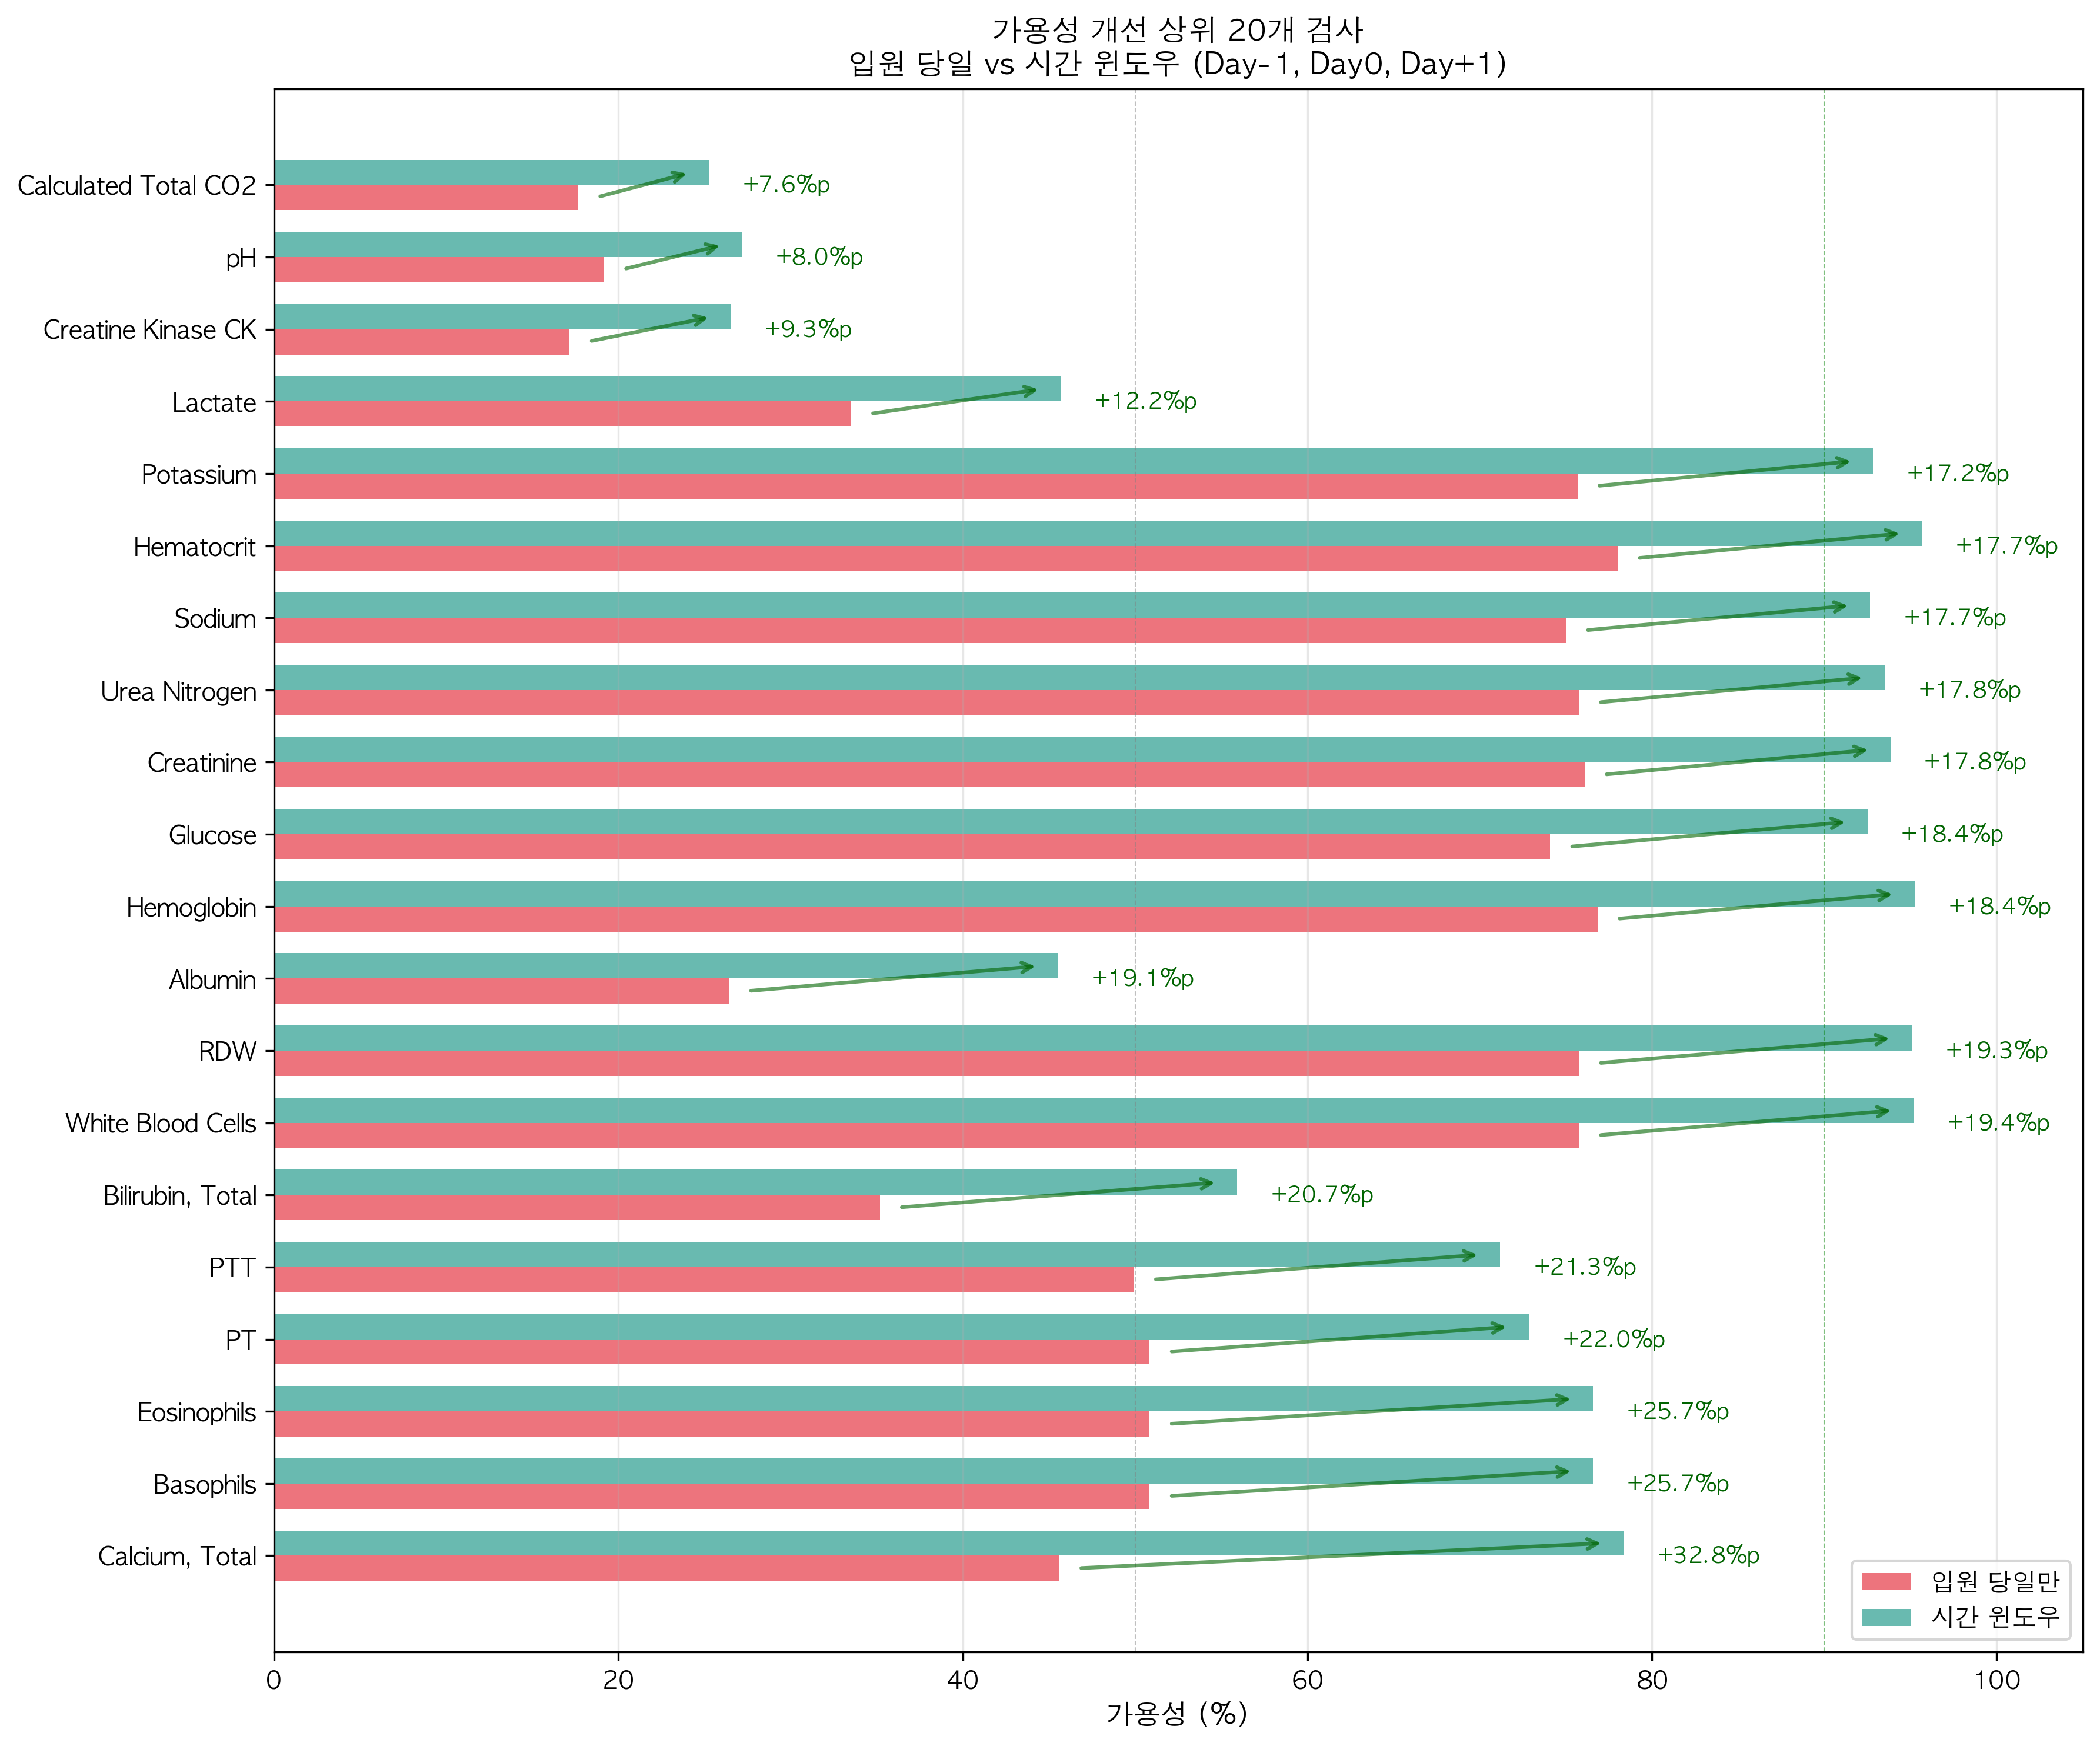 가용성 개선 상위 20개 검사
입원 당일 vs 시간 윈도우 (Day-1, Day0, Day+1)
Calculated Total CO2
+7.6%p
pH
+8.0%p
Creatine Kinase CK
+9.3%p
Lactate
+12.2%p
Potassium
+17.2%p
Hematocrit
+17.7%p
Sodium
+17.7%p
Urea Nitrogen
+17.8%p
Creatinine
+17.8%p
Glucose
+18.4%p
Hemoglobin
+18.4%p
Albumin
+19.1%p
RDW
+19.3%p
White Blood Cells
+19.4%p
Bilirubin, Total
+20.7%p
PTT
+21.3%p
PT
+22.0%p
Eosinophils
+25.7%p
Basophils
+25.7%p
Calcium, Total
+32.8%p
입원 당일만
시간 윈도우
0 20 40 60 80 100
가용성 (%)